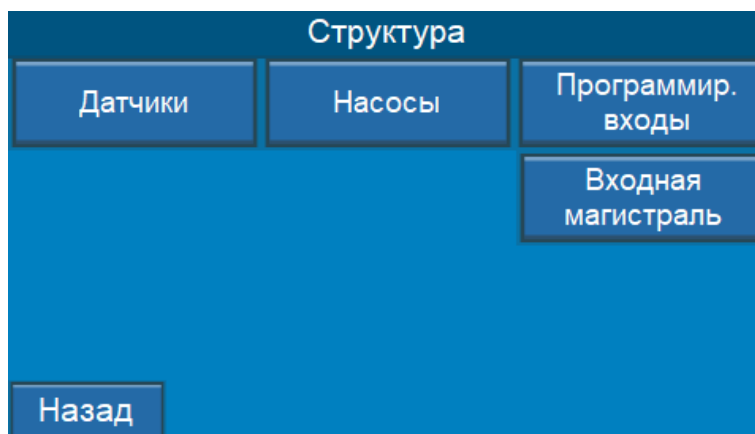 Структура
Датчики
Насосы
Программир.
входы
Входная
магистраль
Назад